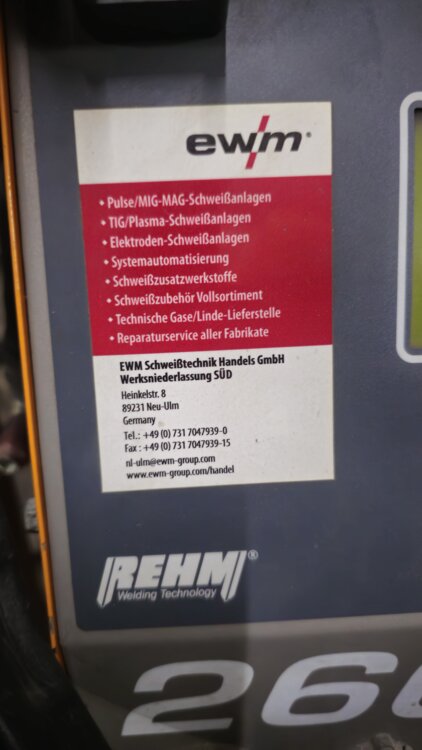 ewm®
• Pulse/MIG-MAG-Schweißanlagen
• TIG/Plasma-Schweißanlagen
• Elektroden-Schweißanlagen
• Systemautomatisierung
• Schweißzusatzwerkstoffe
• Schweißzubehör Vollsortiment
• Technische Gase/Linde-Lieferstelle
• Reparaturservice aller Fabrikate
EWM Schweißtechnik Handels GmbH
Werksniederlassung SÜD
Heinkelstr. 8
89231 Neu-Ulm
Germany
Tel.: +49 (0) 731 7047939-0
Fax : +49 (0) 731 7047939-15
nl-ulm@ewm-group.com
www.ewm-group.com/handel
REHM®
Welding Technology